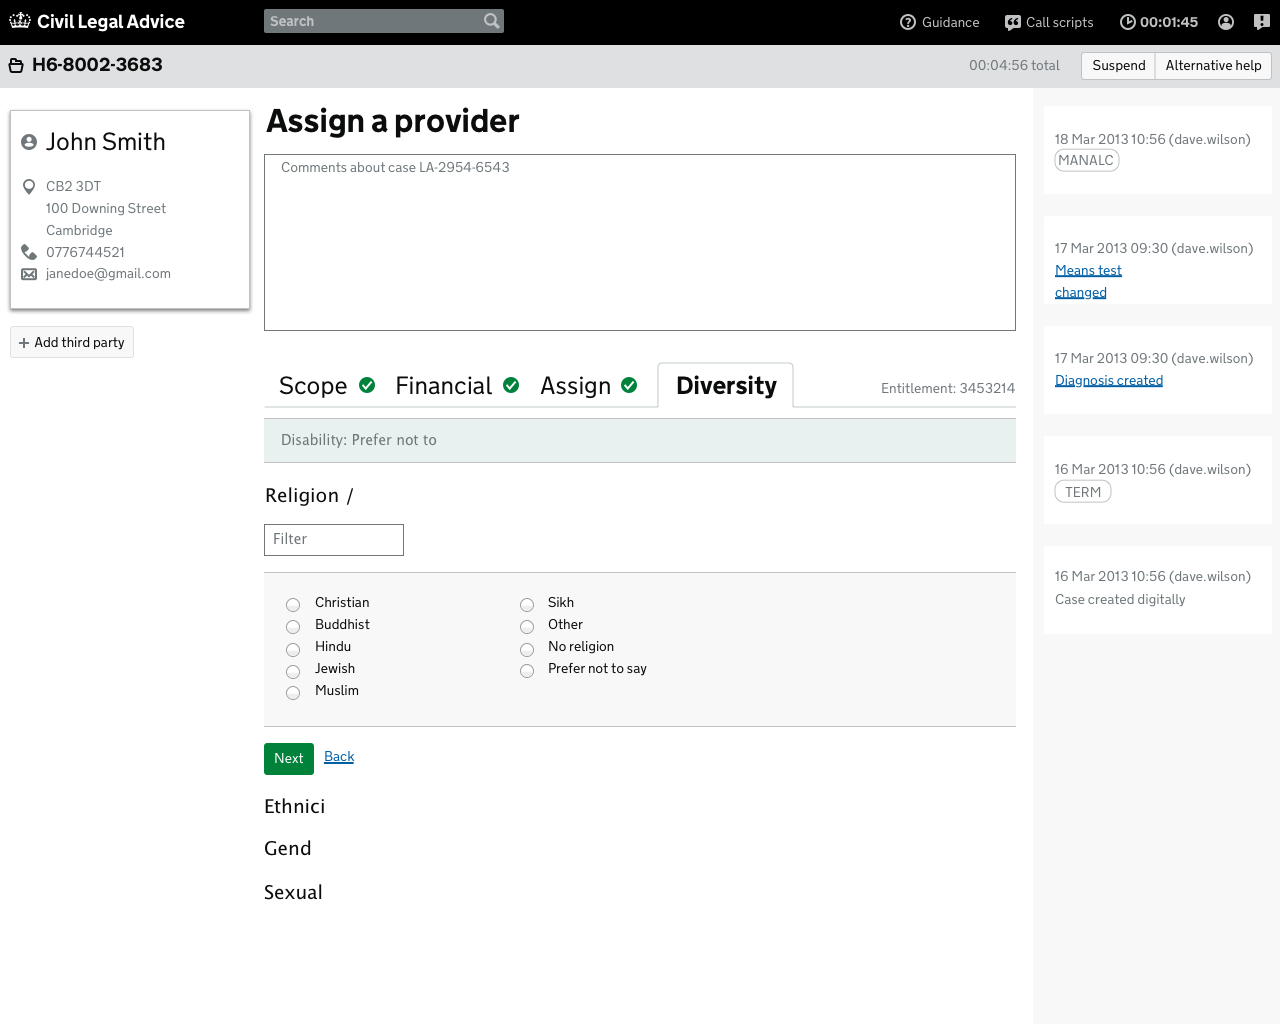 Civil Legal Advice
Search
Guidance
Call scripts
00:01:45
H6-8002-3683
00:04:56 total
Suspend
Alternative help
John Smith
CB2 3DT
100 Downing Street
Cambridge
0776744521
janedoe@gmail.com
+ Add third party
Assign a provider
Comments about case LA-2954-6543
Scope
Financial
Assign
Diversity
Entitlement: 3453214
Disability: Prefer not to
Religion /
Filter
Christian
Buddhist
Hindu
Jewish
Muslim
Sikh
Other
No religion
Prefer not to say
Next
Back
Ethnici
Gend
Sexual
18 Mar 2013 10:56 (dave.wilson)
MANALC
17 Mar 2013 09:30 (dave.wilson)
Means test
changed
17 Mar 2013 09:30 (dave.wilson)
Diagnosis created
16 Mar 2013 10:56 (dave.wilson)
TERM
16 Mar 2013 10:56 (dave.wilson)
Case created digitally